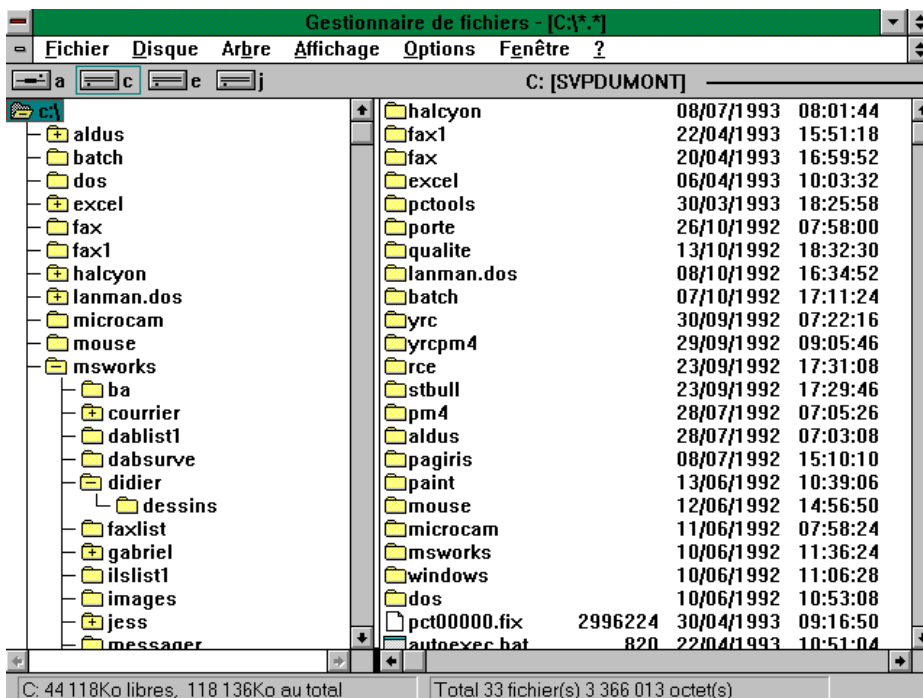 Gestionnaire de fichiers - [C:\*.*]
Fichier Disque Arbre Affichage Options Fenêtre ?
a c e j C: [SVPDUMONT]
c:\
aldus
batch
dos
excel
fax
fax1
halcyon
lanman.dos
microcam
mouse
msworks
ba
courrier
dablist1
dabsurve
didier
dessins
faxlist
gabriel
ilslist1
images
jess
messager
halcyon 08/07/1993 08:01:44
fax1 22/04/1993 15:51:18
fax 20/04/1993 16:59:52
excel 06/04/1993 10:03:32
pctools 30/03/1993 18:25:58
porte 26/10/1992 07:58:00
qualite 13/10/1992 18:32:30
lanman.dos 08/10/1992 16:34:52
batch 07/10/1992 17:11:24
yrc 30/09/1992 07:22:16
yrcpm4 29/09/1992 09:05:46
rce 23/09/1992 17:31:08
stbull 23/09/1992 17:29:46
pm4 28/07/1992 07:05:26
aldus 28/07/1992 07:03:08
pagiris 08/07/1992 15:10:10
paint 13/06/1992 10:39:06
mouse 12/06/1992 14:56:50
microcam 11/06/1992 07:58:24
msworks 10/06/1992 11:36:24
windows 10/06/1992 11:06:28
dos 10/06/1992 10:53:08
pct00000.fix 2996224 30/04/1993 09:16:50
autoexec.bat 820 22/04/1993 10:51:04
C: 44 118Ko libres, 118 136Ko au total
Total 33 fichier(s) 3 366 013 octet(s)